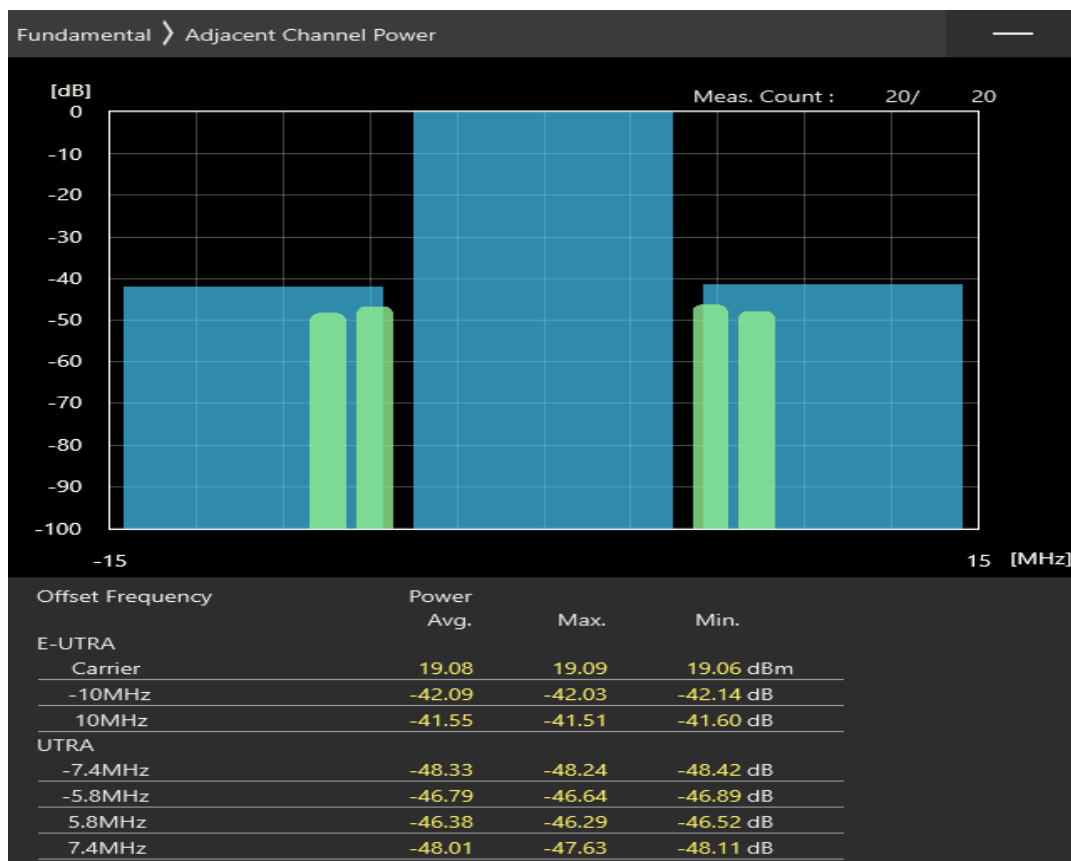 Fundamental ❯ Adjacent Channel Power
[dB]
Meas. Count : 20/ 20
0
-10
-20
-30
-40
-50
-60
-70
-80
-90
-100
-15 15 [MHz]
Offset Frequency Power
Avg. Max. Min.
E-UTRA
Carrier 19.08 19.09 19.06 dBm
-10MHz -42.09 -42.03 -42.14 dB
10MHz -41.55 -41.51 -41.60 dB
UTRA
-7.4MHz -48.33 -48.24 -48.42 dB
-5.8MHz -46.79 -46.64 -46.89 dB
5.8MHz -46.38 -46.29 -46.52 dB
7.4MHz -48.01 -47.63 -48.11 dB